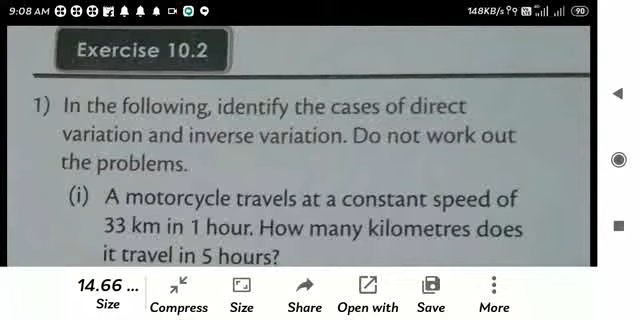 9:08 AM 148KB/s 90
Exercise 10.2
1) In the following, identify the cases of direct
variation and inverse variation. Do not work out
the problems.
(i) A motorcycle travels at a constant speed of
33 km in 1 hour. How many kilometres does
it travel in 5 hours?
14.66 ...
Size Compress Size Share Open with Save More